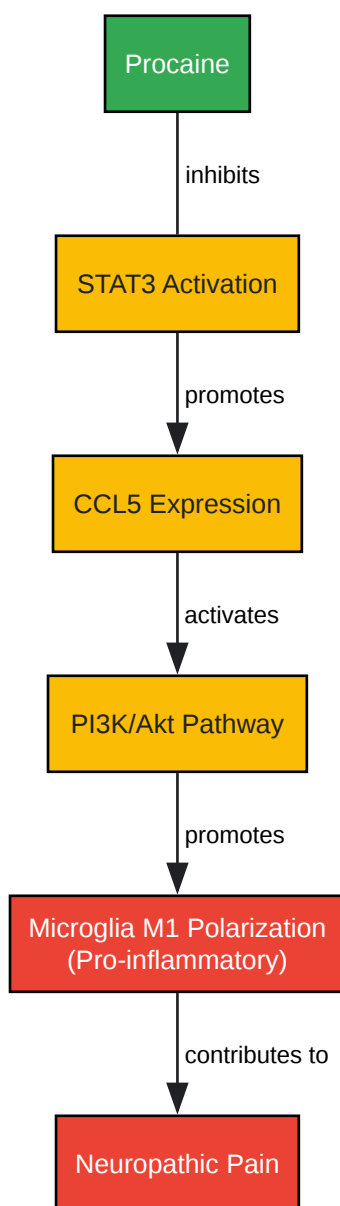 Procaine
inhibits
STAT3 Activation
promotes
CCL5 Expression
activates
PI3K/Akt Pathway
promotes
Microglia M1 Polarization
(Pro-inflammatory)
contributes to
Neuropathic Pain